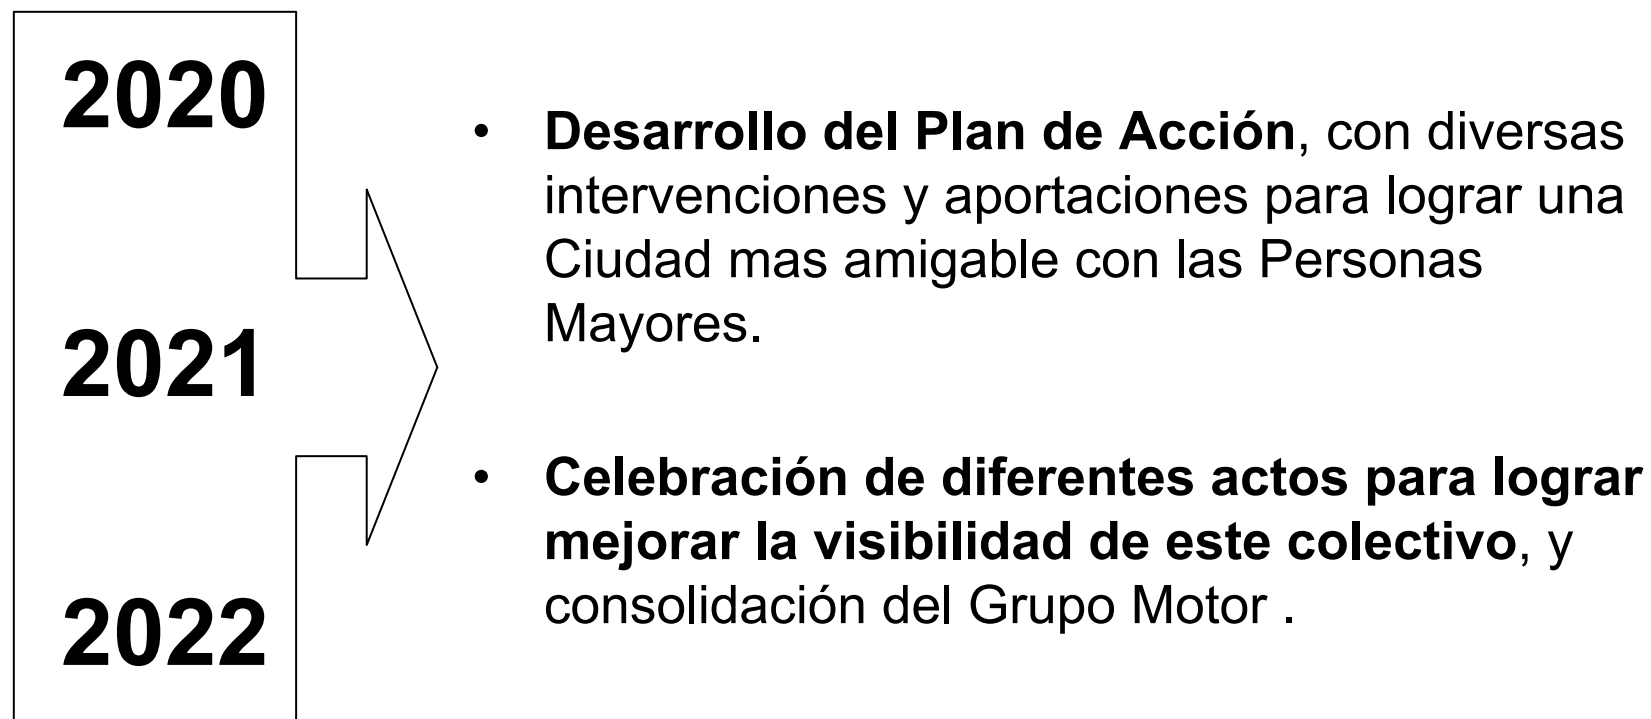 2020
2021
2022
• Desarrollo del Plan de Acción, con diversas
intervenciones y aportaciones para lograr una
Ciudad mas amigable con las Personas
Mayores.
• Celebración de diferentes actos para lograr
mejorar la visibilidad de este colectivo, y
consolidación del Grupo Motor .